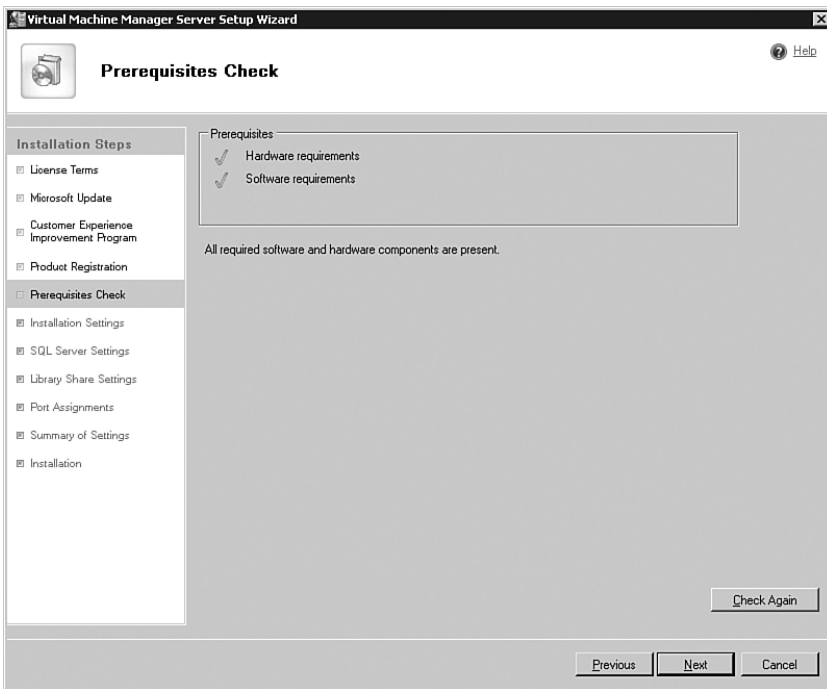 Virtual Machine Manager Server Setup Wizard
Prerequisites Check
Help
Installation Steps
License Terms
Microsoft Update
Customer Experience
Improvement Program
Product Registration
Prerequisites Check
Installation Settings
SQL Server Settings
Library Share Settings
Port Assignments
Summary of Settings
Installation
Prerequisites
Hardware requirements
Software requirements
All required software and hardware components are present.
Check Again
Previous
Next
Cancel